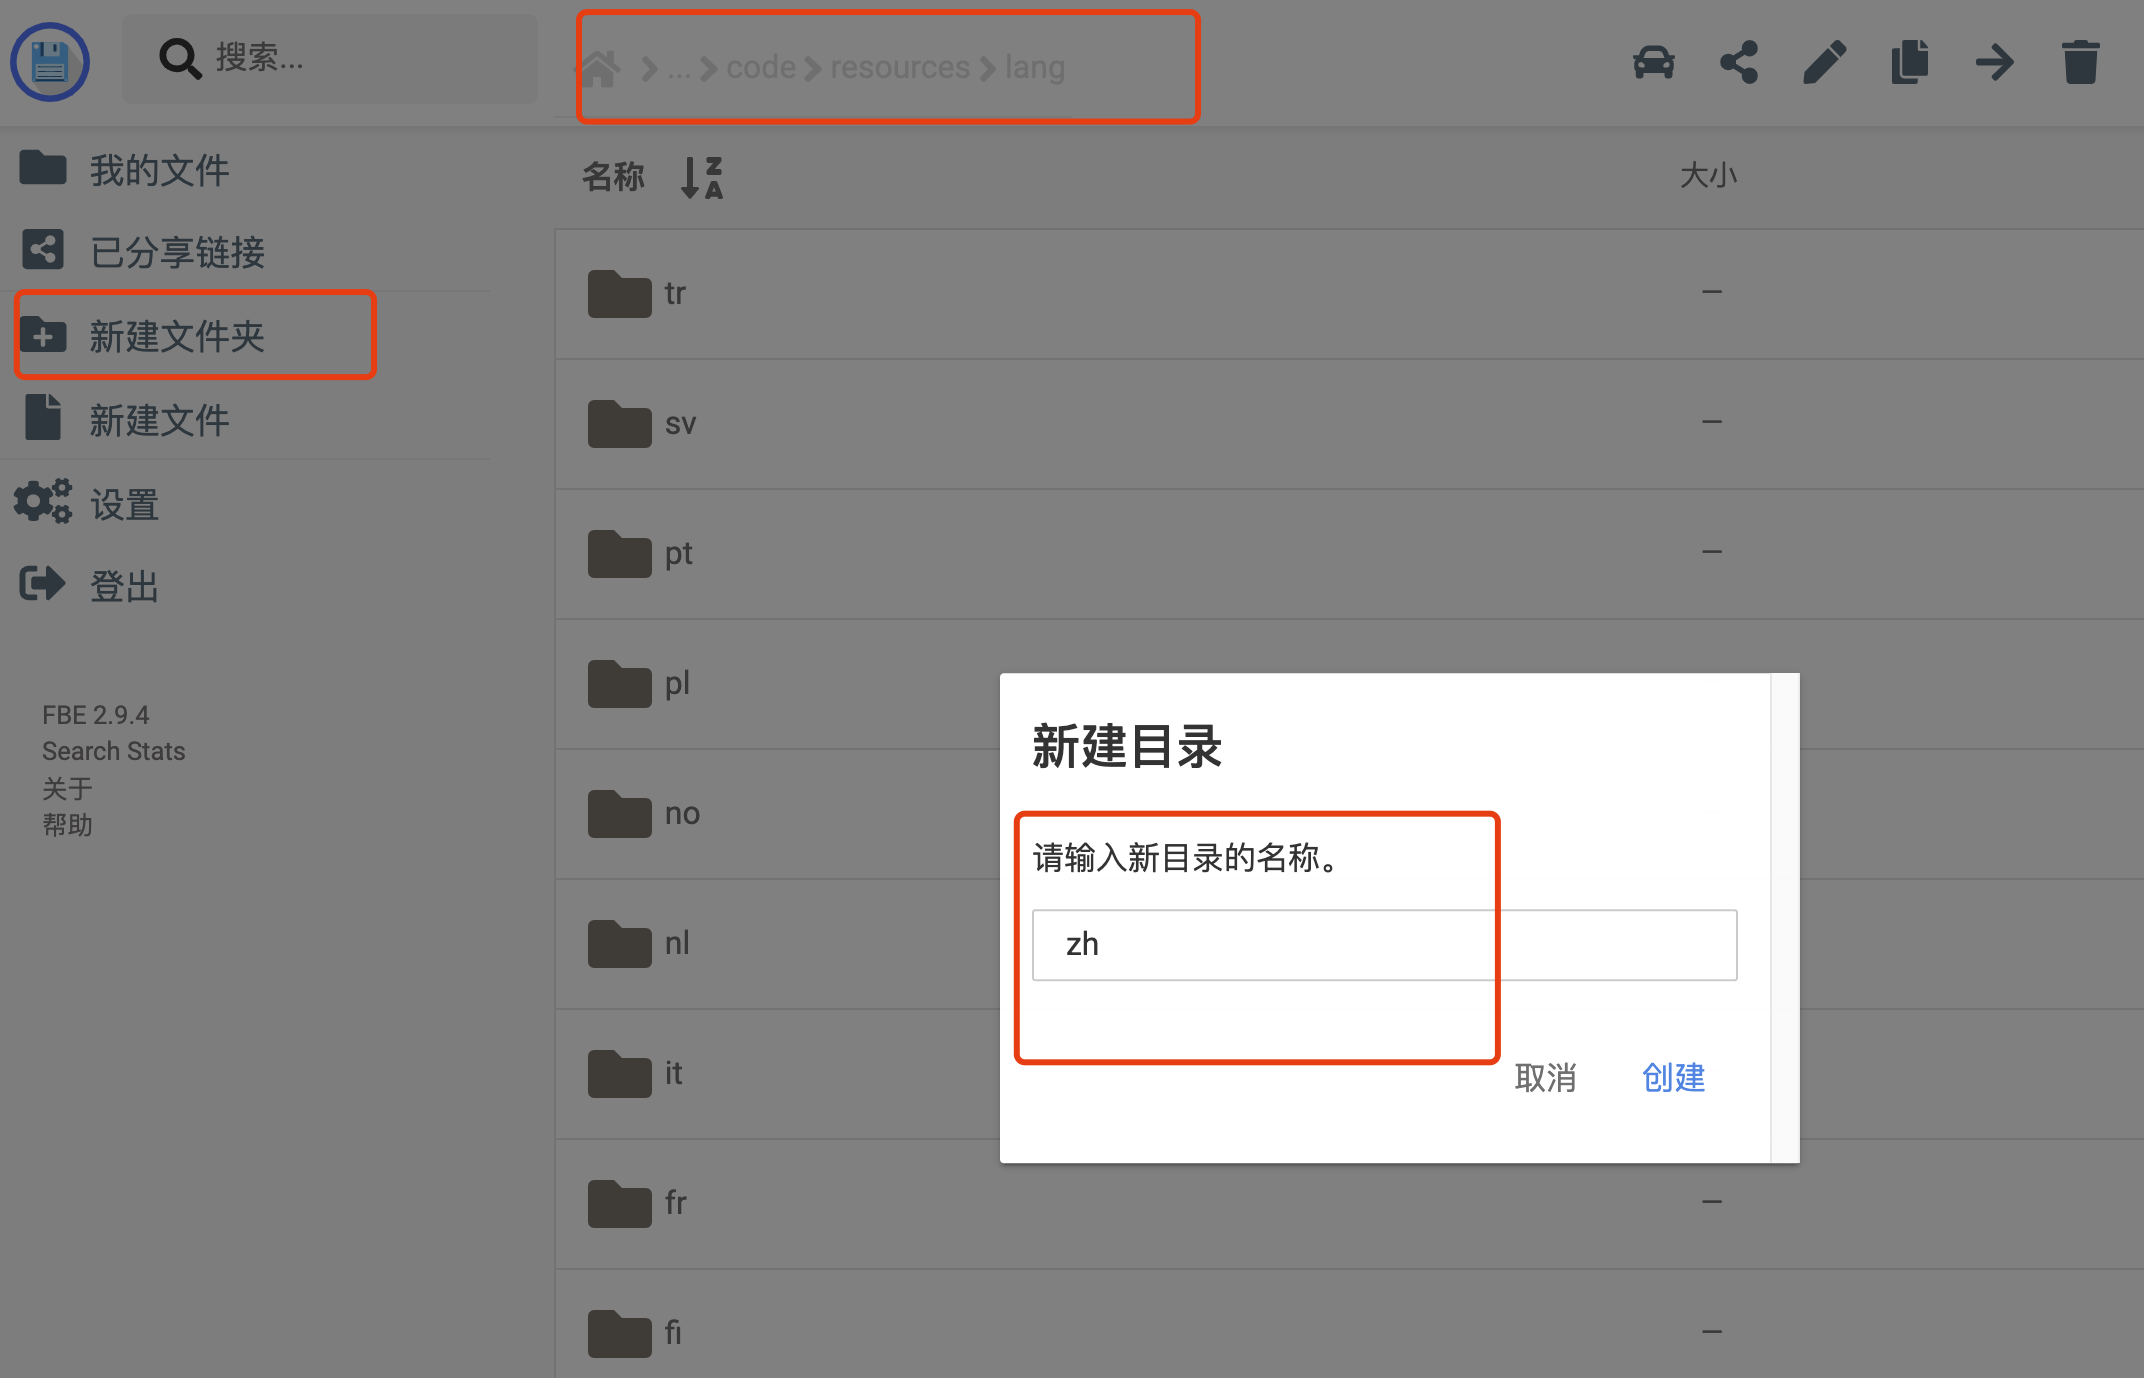 搜索...
... code resources lang
我的文件
已分享链接
新建文件夹
新建文件
设置
登出
FBE 2.9.4
Search Stats
关于
帮助
名称 大小
tr —
sv —
pt —
pl
no
nl
it
fr —
fi —
新建目录
请输入新目录的名称。
zh
取消 创建